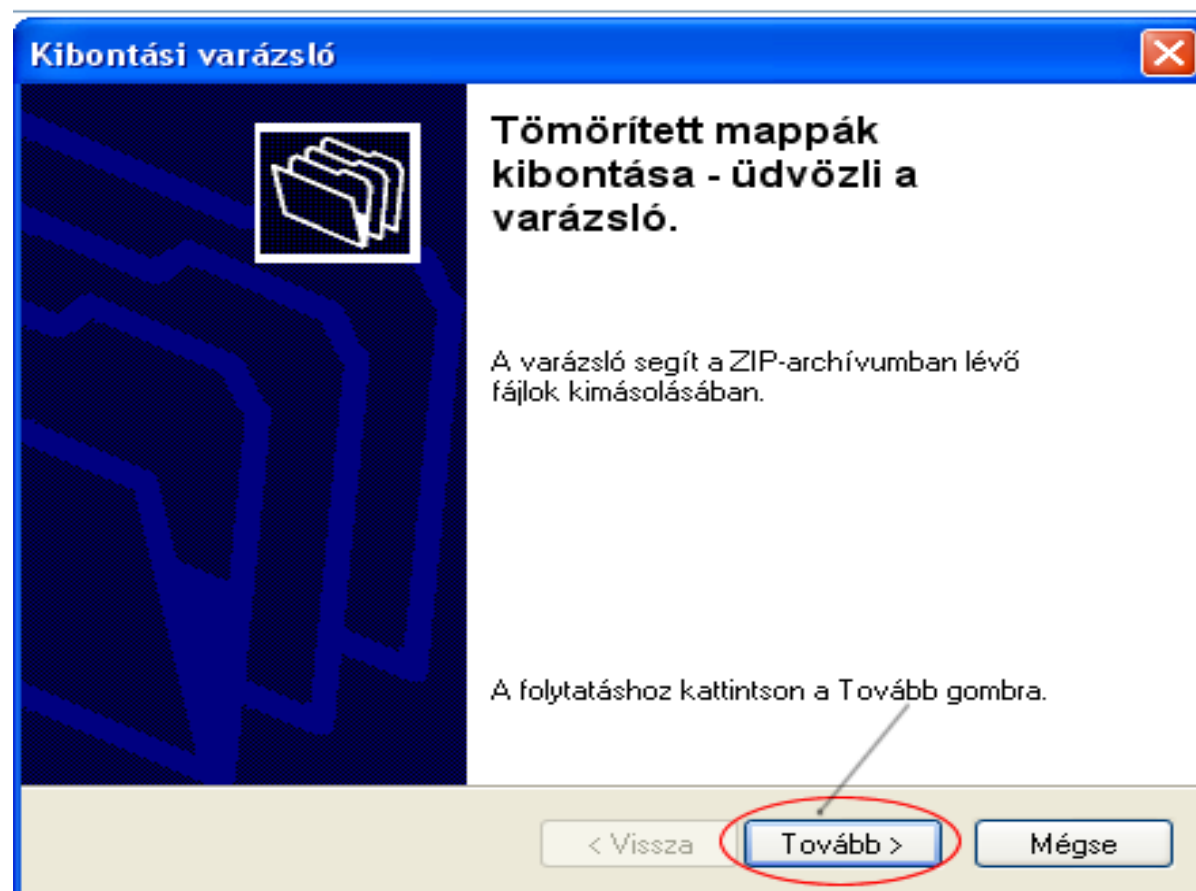 Kibontási varázsló
Tömörített mappák
kibontása - üdvözli a
varázsló.
A varázsló segít a ZIP-archívumban lévő
fájlok kimásolásában.
A folytatáshoz kattintson a Tovább gombra.
< Vissza
Tovább >
Mégse